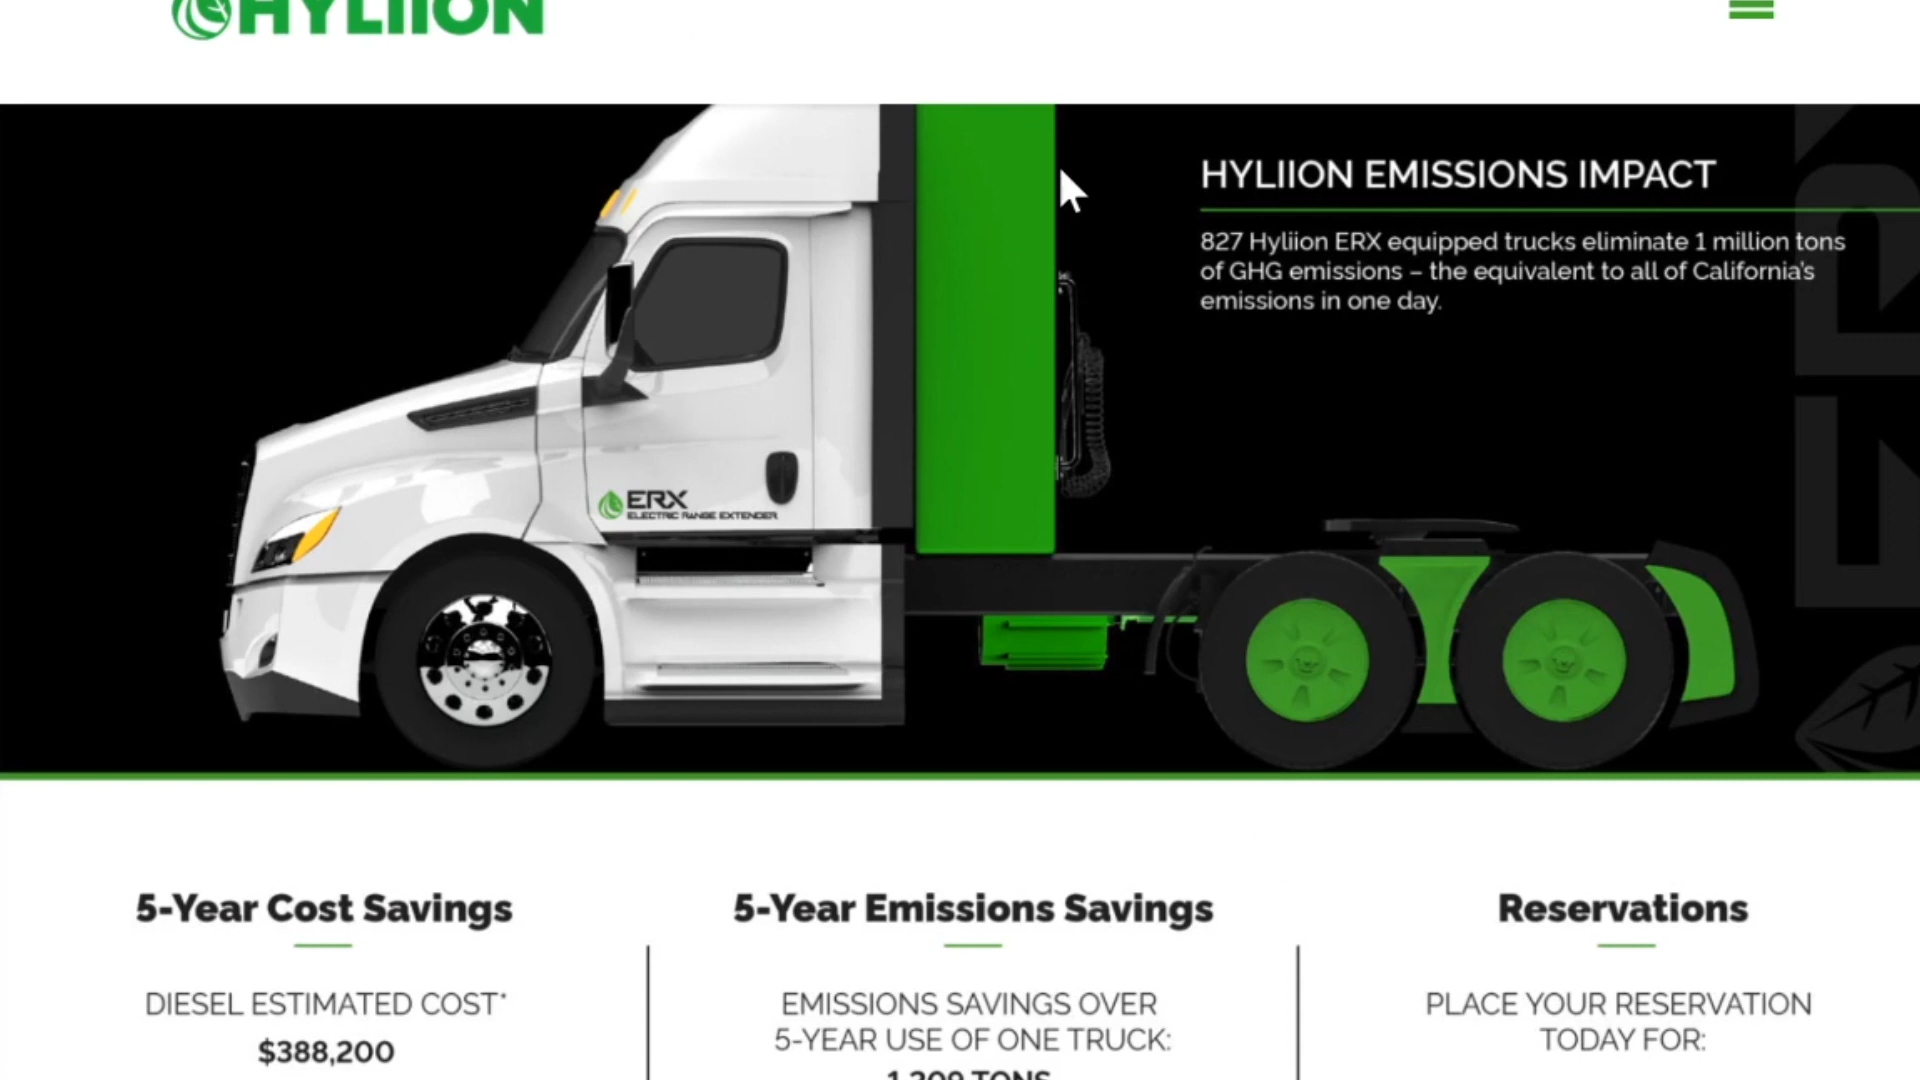 HYLIION
HYLIION EMISSIONS IMPACT
827 Hyliion ERX equipped trucks eliminate 1 million tons
of GHG emissions – the equivalent to all of California's
emissions in one day.
ERX
ELECTRIC RANGE EXTENDER
5-Year Cost Savings
DIESEL ESTIMATED COST*
$388,200
5-Year Emissions Savings
EMISSIONS SAVINGS OVER
5-YEAR USE OF ONE TRUCK:
1,209 TONS
Reservations
PLACE YOUR RESERVATION
TODAY FOR: